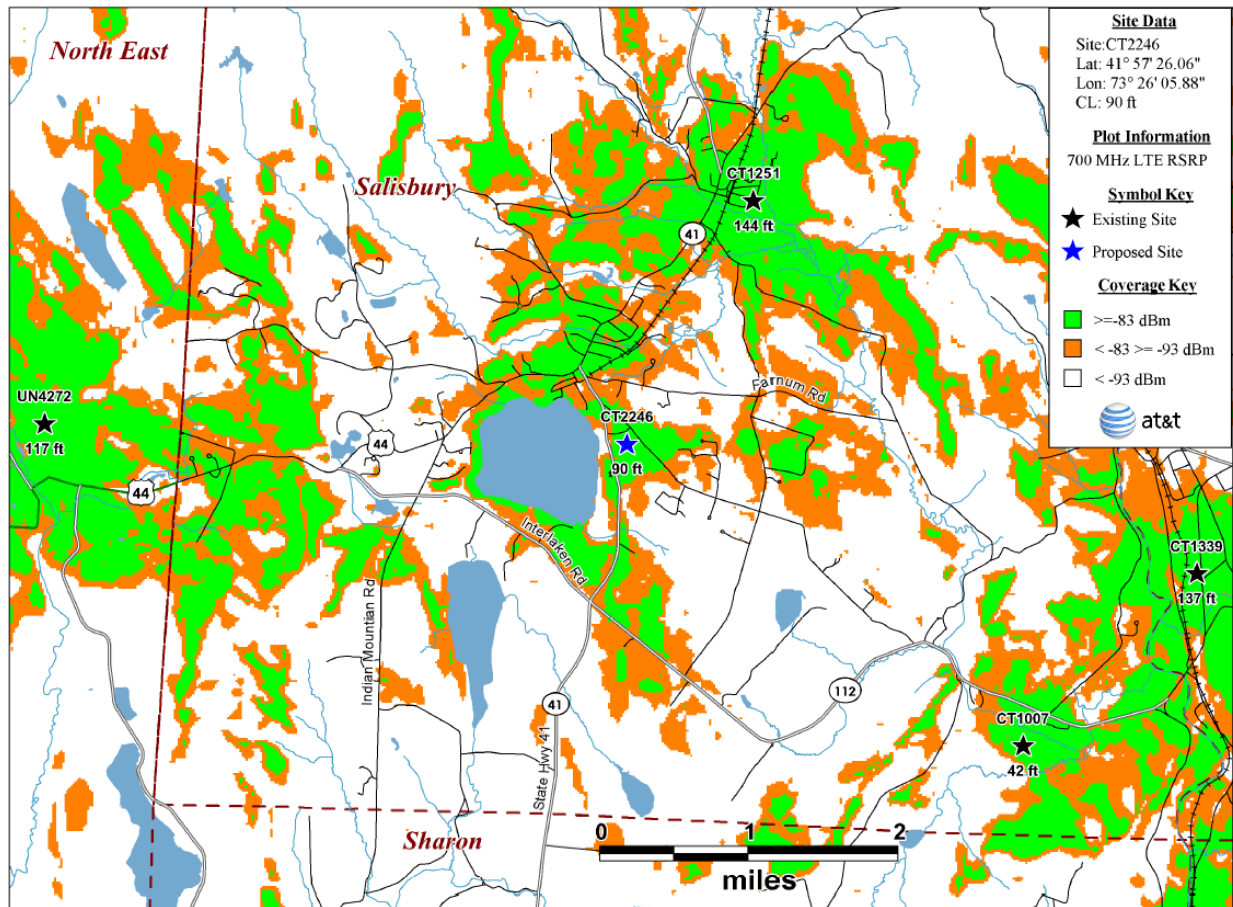 North East
Salisbury
CT1251
144 ft
41
UN4272
117 ft
44
44
Farnum Rd
CT2246
90 ft
Interlaken Rd
Indian Mountian Rd
CT1339
137 ft
112
41
State Hwy 41
CT1007
42 ft
Sharon
0 1 2
miles
Site Data
Site:CT2246
Lat: 41° 57' 26.06"
Lon: 73° 26' 05.88"
CL: 90 ft
Plot Information
700 MHz LTE RSRP
Symbol Key
Existing Site
Proposed Site
Coverage Key
>=-83 dBm
< -83 >= -93 dBm
< -93 dBm
at&t